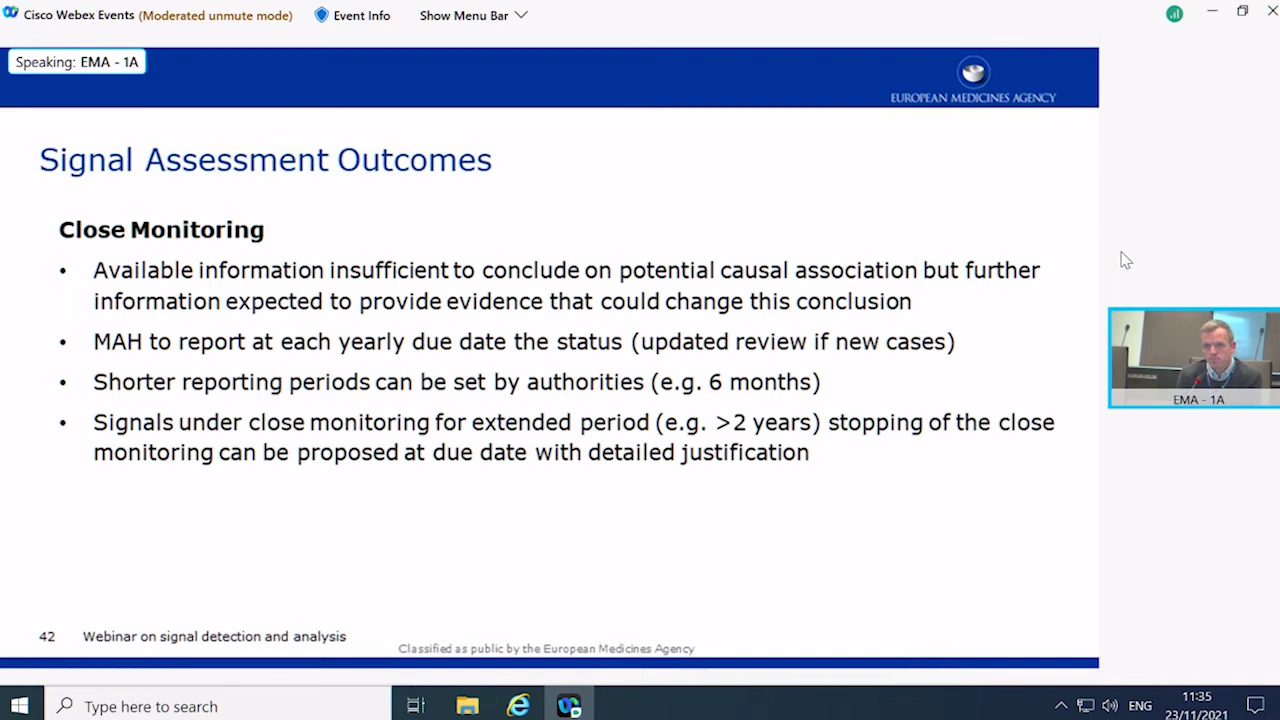 Cisco Webex Events (Moderated unmute mode) Event Info Show Menu Bar
Speaking: EMA - 1A
EUROPEAN MEDICINES AGENCY
Signal Assessment Outcomes
Close Monitoring
• Available information insufficient to conclude on potential causal association but further
information expected to provide evidence that could change this conclusion
• MAH to report at each yearly due date the status (updated review if new cases)
• Shorter reporting periods can be set by authorities (e.g. 6 months)
• Signals under close monitoring for extended period (e.g. >2 years) stopping of the close
monitoring can be proposed at due date with detailed justification
EMA - 1A
42 Webinar on signal detection and analysis
Classified as public by the European Medicines Agency
Type here to search
ENG
11:35
23/11/2021